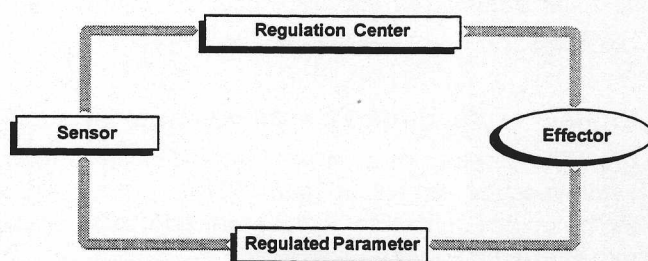 Regulation Center
Sensor
Effector
Regulated Parameter